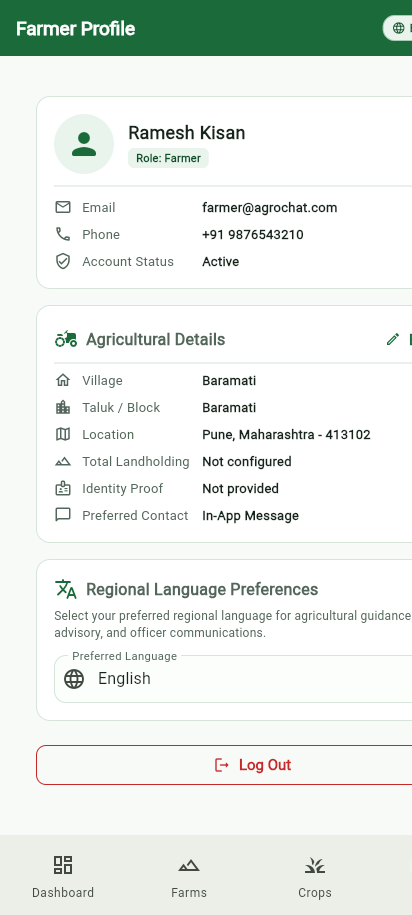 Farmer Profile
Ramesh Kisan
Role: Farmer
Email farmer@agrochat.com
Phone +91 9876543210
Account Status Active
Agricultural Details
Village Baramati
Taluk / Block Baramati
Location Pune, Maharashtra - 413102
Total Landholding Not configured
Identity Proof Not provided
Preferred Contact In-App Message
Regional Language Preferences
Select your preferred regional language for agricultural guidance
advisory, and officer communications.
Preferred Language
English
Log Out
Dashboard Farms Crops